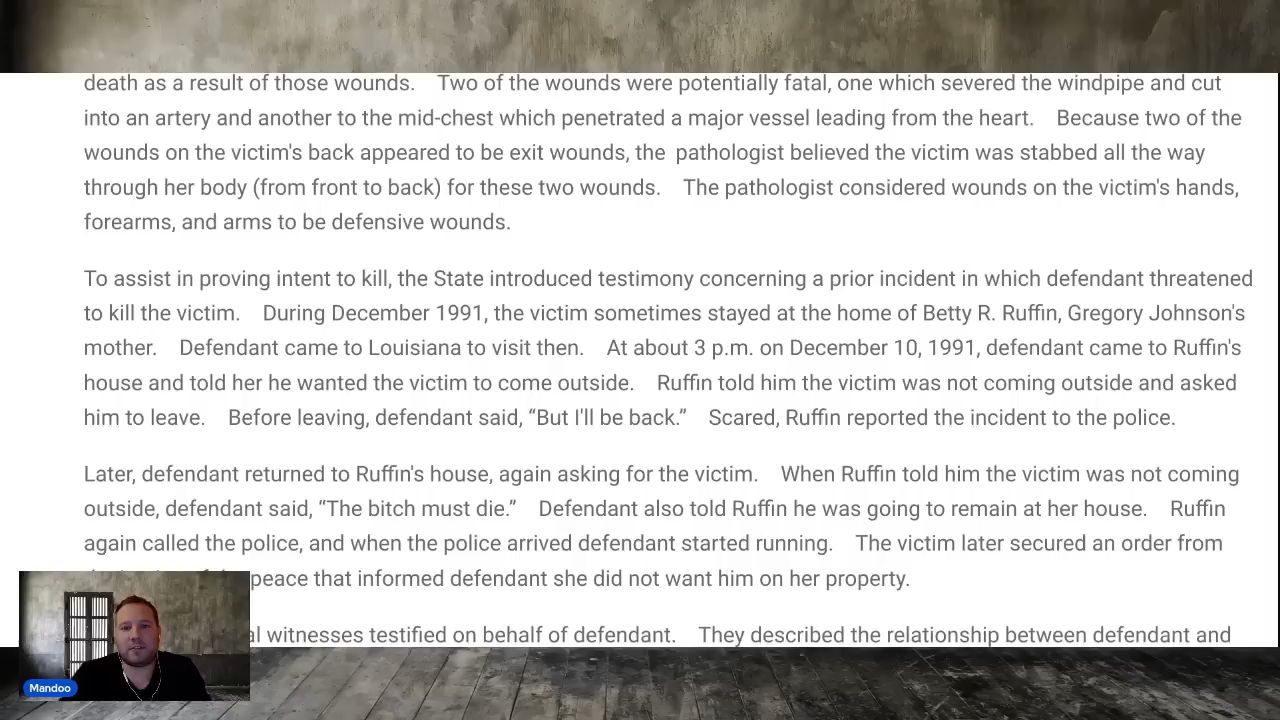 death as a result of those wounds. Two of the wounds were potentially fatal, one which severed the windpipe and cut
into an artery and another to the mid-chest which penetrated a major vessel leading from the heart. Because two of the
wounds on the victim's back appeared to be exit wounds, the pathologist believed the victim was stabbed all the way
through her body (from front to back) for these two wounds. The pathologist considered wounds on the victim's hands,
forearms, and arms to be defensive wounds.
To assist in proving intent to kill, the State introduced testimony concerning a prior incident in which defendant threatened
to kill the victim. During December 1991, the victim sometimes stayed at the home of Betty R. Ruffin, Gregory Johnson's
mother. Defendant came to Louisiana to visit then. At about 3 p.m. on December 10, 1991, defendant came to Ruffin's
house and told her he wanted the victim to come outside. Ruffin told him the victim was not coming outside and asked
him to leave. Before leaving, defendant said, “But I'll be back.” Scared, Ruffin reported the incident to the police.
Later, defendant returned to Ruffin's house, again asking for the victim. When Ruffin told him the victim was not coming
outside, defendant said, “The bitch must die.” Defendant also told Ruffin he was going to remain at her house. Ruffin
again called the police, and when the police arrived defendant started running. The victim later secured an order from
peace that informed defendant she did not want him on her property.
witnesses testified on behalf of defendant. They described the relationship between defendant and
Mandoo